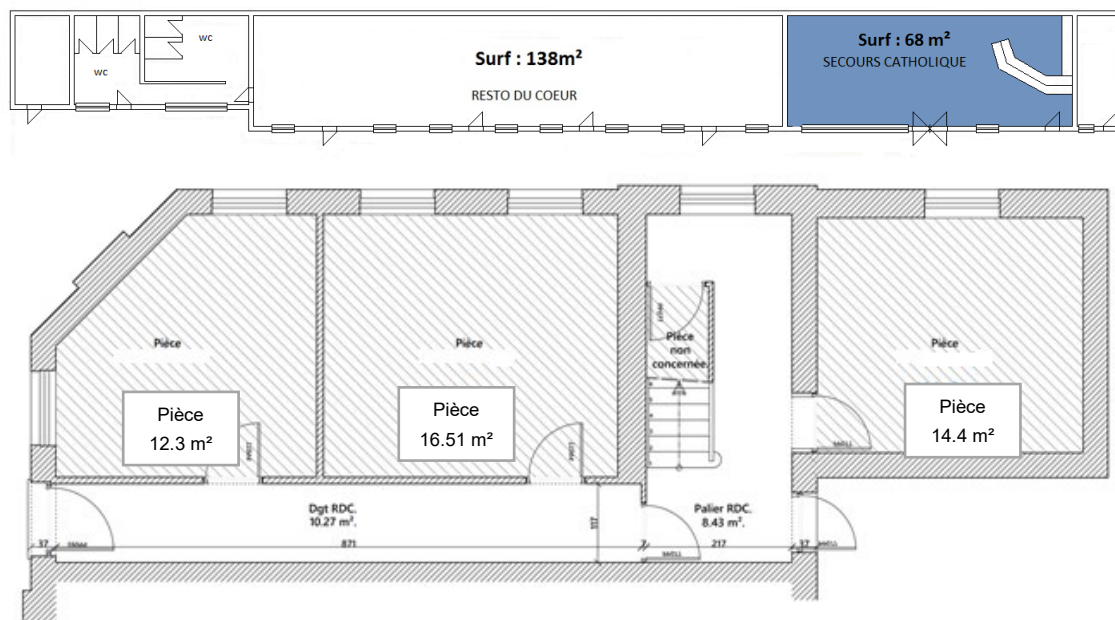 wc
wc
Surf : 138m²
RESTO DU COEUR
Surf : 68 m²
SECOURS CATHOLIQUE
Pièce
Pièce
12.3 m²
Pièce
Pièce
16.51 m²
Pièce
non
concernée.
Pièce
Pièce
14.4 m²
Dgt RDC.
10.27 m².
Palier RDC.
8.43 m².
117
37
871
7
217
37